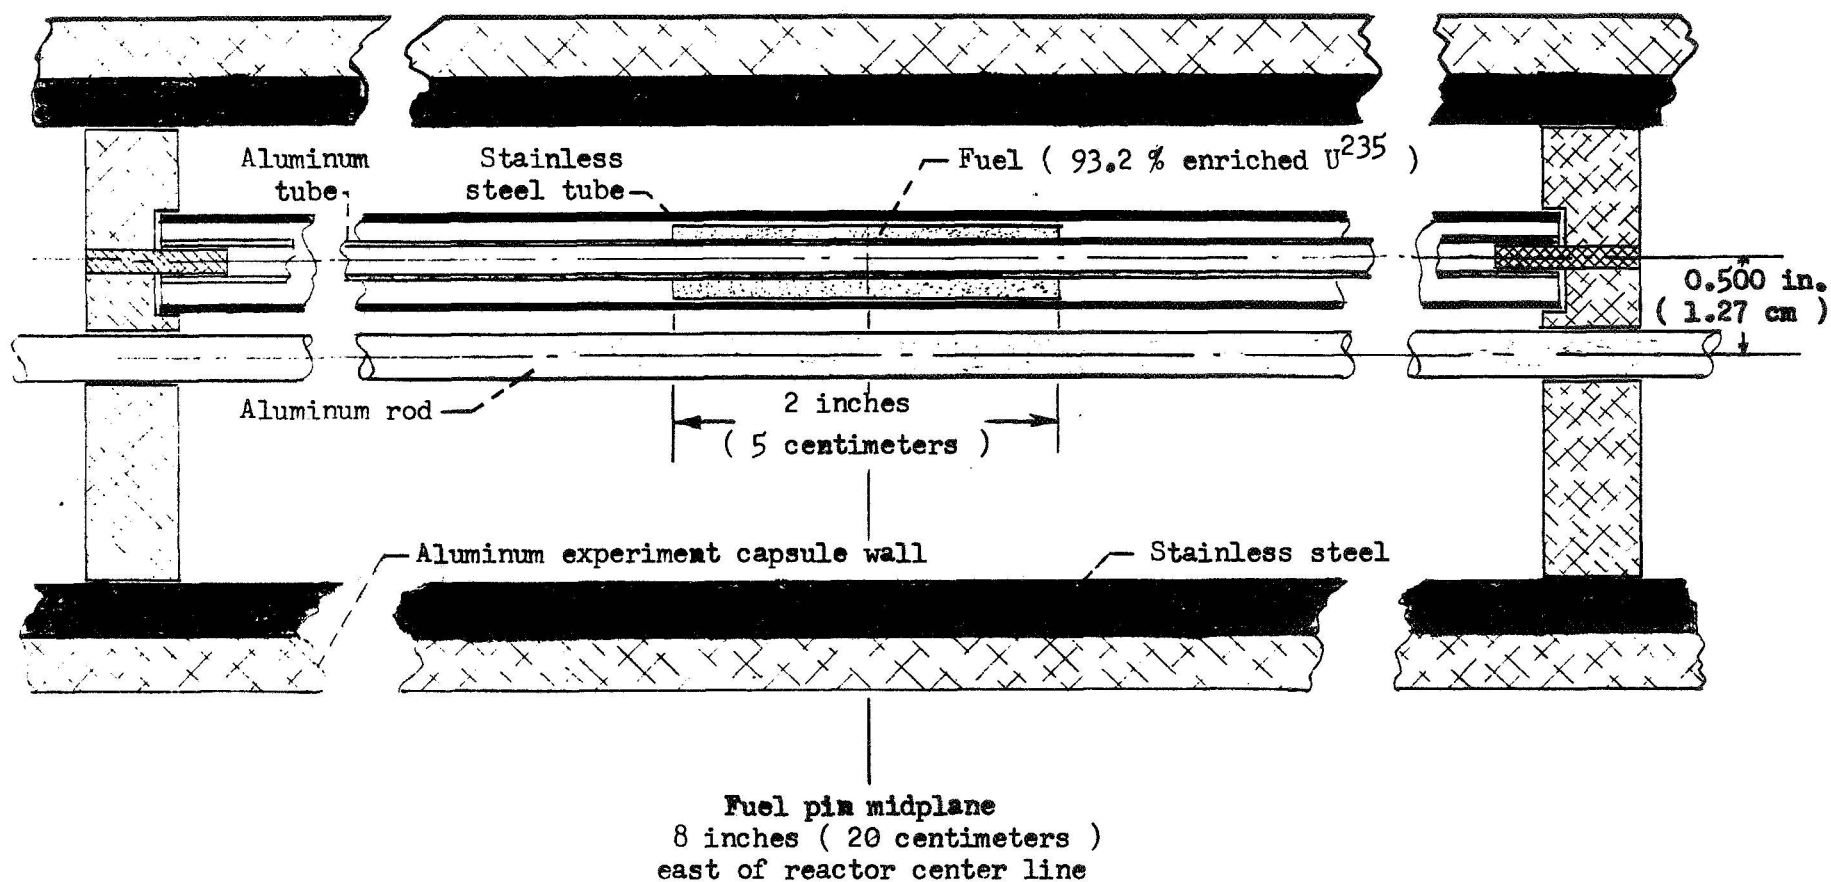 Aluminum
tube
Stainless
steel tube
Fuel ( 93.2 % enriched U²³⁵ )
0.500 in.
( 1.27 cm )
Aluminum rod
2 inches
( 5 centimeters )
Aluminum experiment capsule wall
Stainless steel
Fuel pin midplane
8 inches ( 20 centimeters )
east of reactor center line